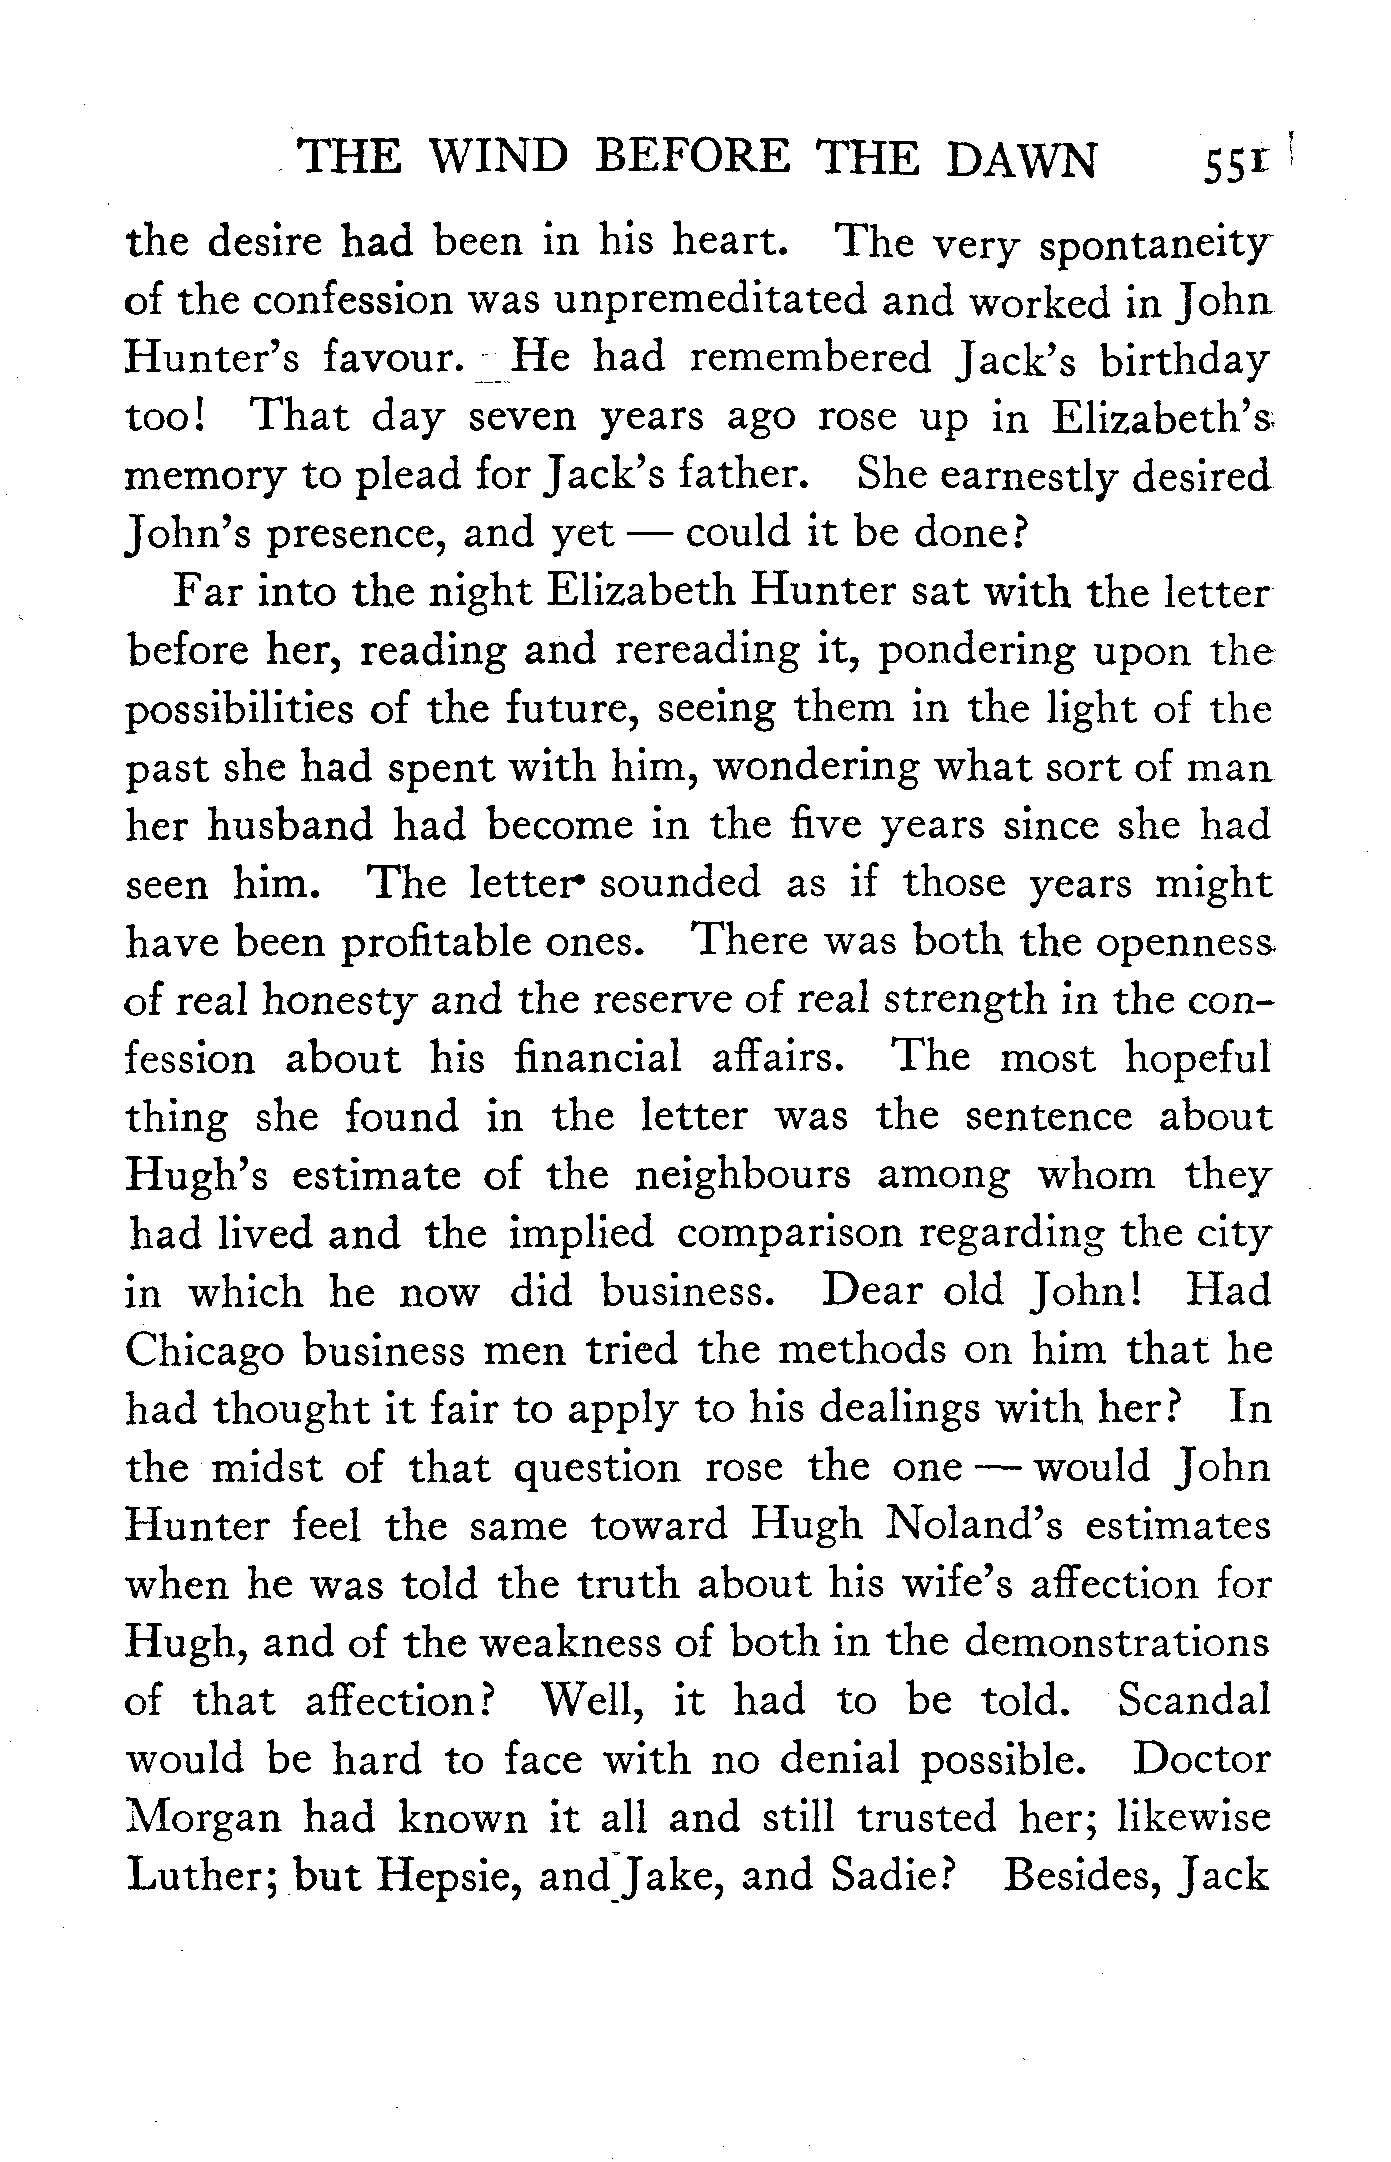 THE WIND BEFORE THE DAWN 551
the desire had been in his heart. The very spontaneity
of the confession was unpremeditated and worked in John
Hunter's favour. He had remembered Jack's birthday
too! That day seven years ago rose up in Elizabeth's
memory to plead for Jack's father. She earnestly desired
John's presence, and yet — could it be done?
Far into the night Elizabeth Hunter sat with the letter
before her, reading and rereading it, pondering upon the
possibilities of the future, seeing them in the light of the
past she had spent with him, wondering what sort of man
her husband had become in the five years since she had
seen him. The letter sounded as if those years might
have been profitable ones. There was both the openness
of real honesty and the reserve of real strength in the con-
fession about his financial affairs. The most hopeful
thing she found in the letter was the sentence about
Hugh's estimate of the neighbours among whom they
had lived and the implied comparison regarding the city
in which he now did business. Dear old John! Had
Chicago business men tried the methods on him that he
had thought it fair to apply to his dealings with her? In
the midst of that question rose the one — would John
Hunter feel the same toward Hugh Noland's estimates
when he was told the truth about his wife's affection for
Hugh, and of the weakness of both in the demonstrations
of that affection? Well, it had to be told. Scandal
would be hard to face with no denial possible. Doctor
Morgan had known it all and still trusted her; likewise
Luther; but Hepsie, and Jake, and Sadie? Besides, Jack